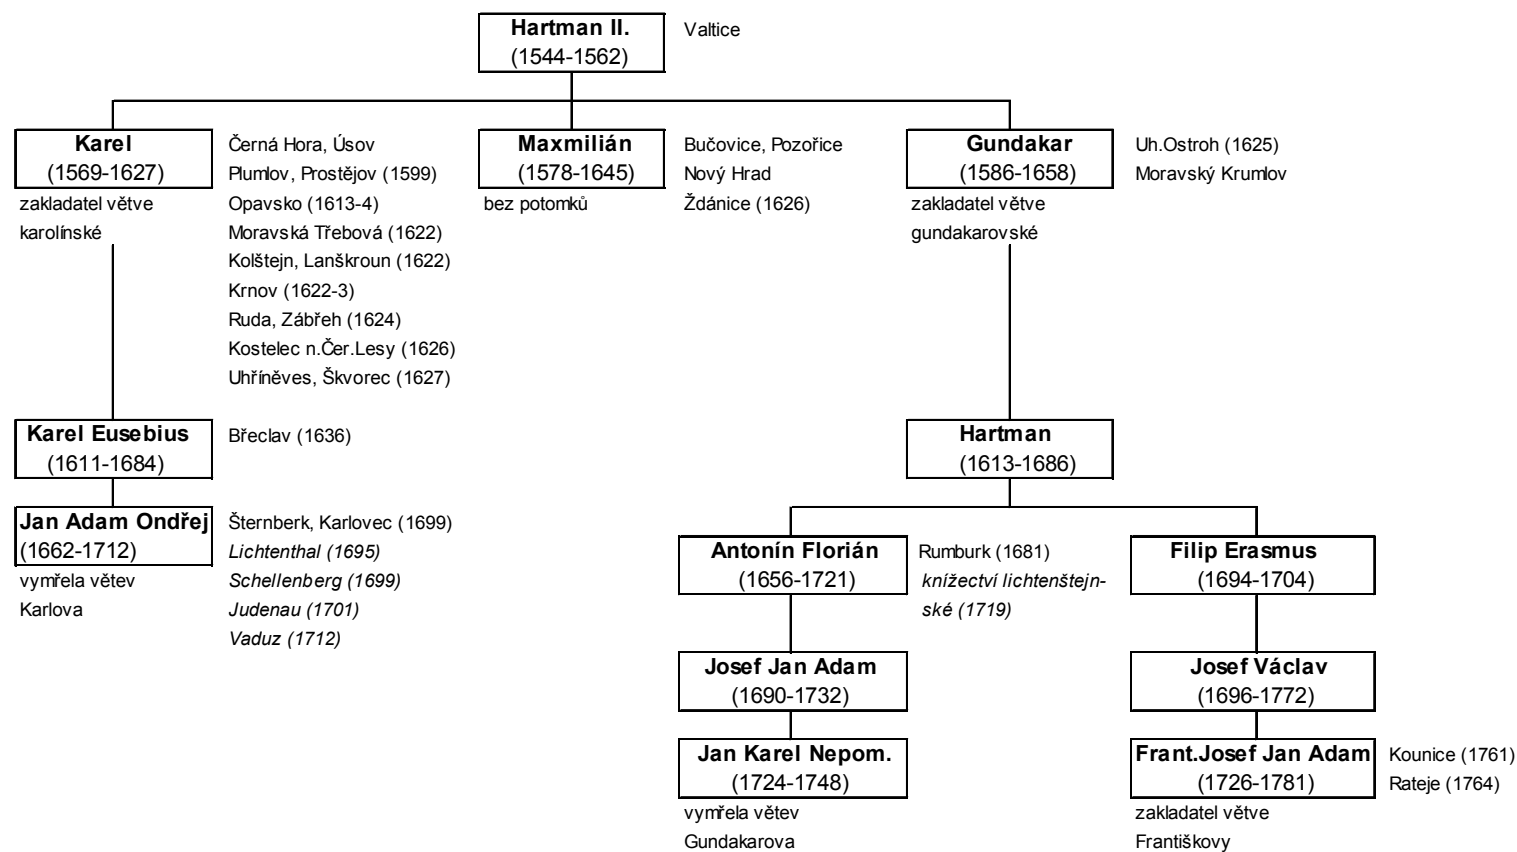 Hartman II.
(1544-1562)
Valtice
Karel
(1569-1627)
zakladatel větve
karolínské
Černá Hora, Úsov
Plumlov, Prostějov (1599)
Opavsko (1613-4)
Moravská Třebová (1622)
Kolštejn, Lanškroun (1622)
Krnov (1622-3)
Ruda, Zábřeh (1624)
Kostelec n.Čer.Lesy (1626)
Uhříněves, Škvorec (1627)
Maxmilián
(1578-1645)
bez potomků
Bučovice, Pozořice
Nový Hrad
Ždánice (1626)
Gundakar
(1586-1658)
zakladatel větve
gundakarovské
Uh.Ostroh (1625)
Moravský Krumlov
Karel Eusebius
(1611-1684)
Břeclav (1636)
Hartman
(1613-1686)
Jan Adam Ondřej
(1662-1712)
vymřela větev
Karlova
Šternberk, Karlovec (1699)
Lichtenthal (1695)
Schellenberg (1699)
Judenau (1701)
Vaduz (1712)
Antonín Florián
(1656-1721)
Rumburk (1681)
knížectví lichtenštejn-
ské (1719)
Filip Erasmus
(1694-1704)
Josef Jan Adam
(1690-1732)
Josef Václav
(1696-1772)
Jan Karel Nepom.
(1724-1748)
vymřela větev
Gundakarova
Frant.Josef Jan Adam
(1726-1781)
zakladatel větve
Františkovy
Kounice (1761)
Rateje (1764)